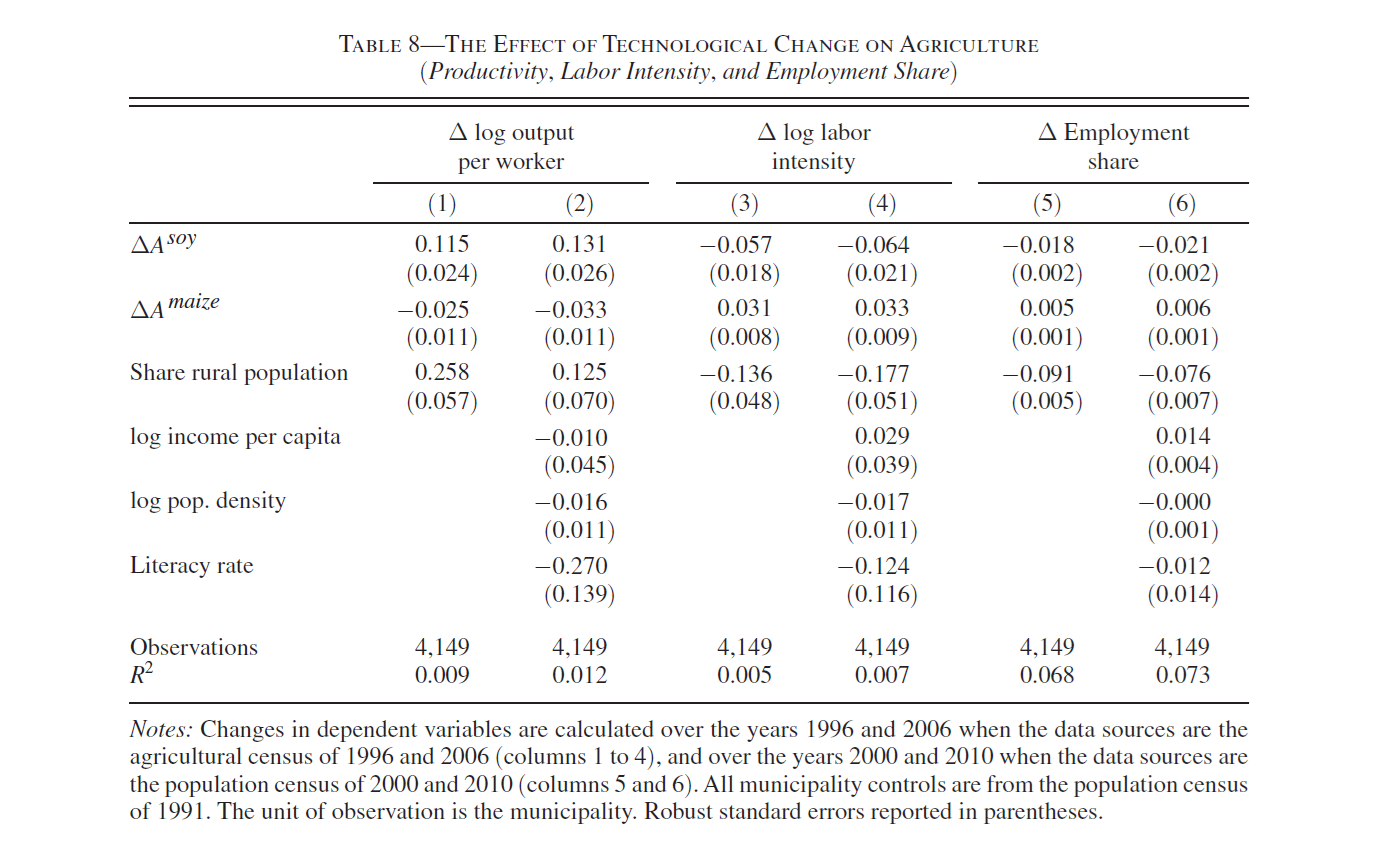 TABLE 8—THE EFFECT OF TECHNOLOGICAL CHANGE ON AGRICULTURE
(Productivity, Labor Intensity, and Employment Share)
Δ log output per worker Δ log labor intensity Δ Employment share
(1) (2) (3) (4) (5) (6)
ΔA^soy 0.115 0.131 −0.057 −0.064 −0.018 −0.021
(0.024) (0.026) (0.018) (0.021) (0.002) (0.002)
ΔA^maize −0.025 −0.033 0.031 0.033 0.005 0.006
(0.011) (0.011) (0.008) (0.009) (0.001) (0.001)
Share rural population 0.258 0.125 −0.136 −0.177 −0.091 −0.076
(0.057) (0.070) (0.048) (0.051) (0.005) (0.007)
log income per capita −0.010 0.029 0.014
(0.045) (0.039) (0.004)
log pop. density −0.016 −0.017 −0.000
(0.011) (0.011) (0.001)
Literacy rate −0.270 −0.124 −0.012
(0.139) (0.116) (0.014)
Observations 4,149 4,149 4,149 4,149 4,149 4,149
R² 0.009 0.012 0.005 0.007 0.068 0.073
Notes: Changes in dependent variables are calculated over the years 1996 and 2006 when the data sources are the
agricultural census of 1996 and 2006 (columns 1 to 4), and over the years 2000 and 2010 when the data sources are
the population census of 2000 and 2010 (columns 5 and 6). All municipality controls are from the population census
of 1991. The unit of observation is the municipality. Robust standard errors reported in parentheses.